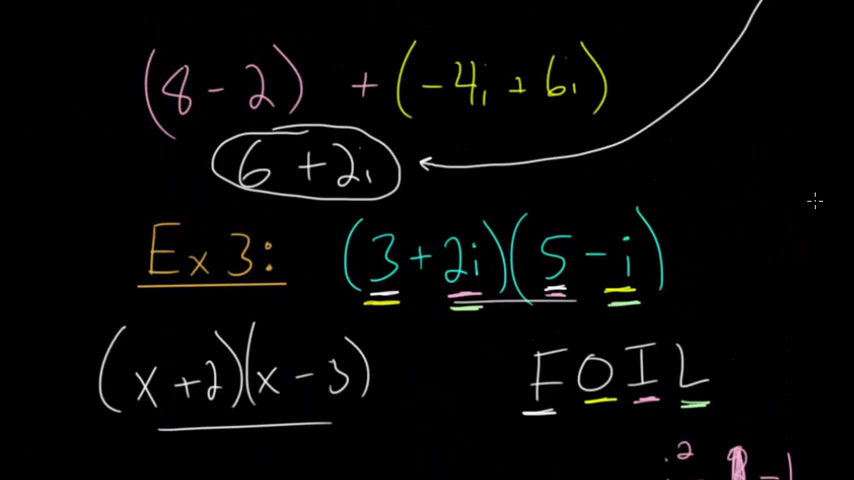 (8 - 2) + (-4i + 6i)
6 + 2i
Ex 3: (3 + 2i)(5 - i)
(x + 2)(x - 3) FOIL